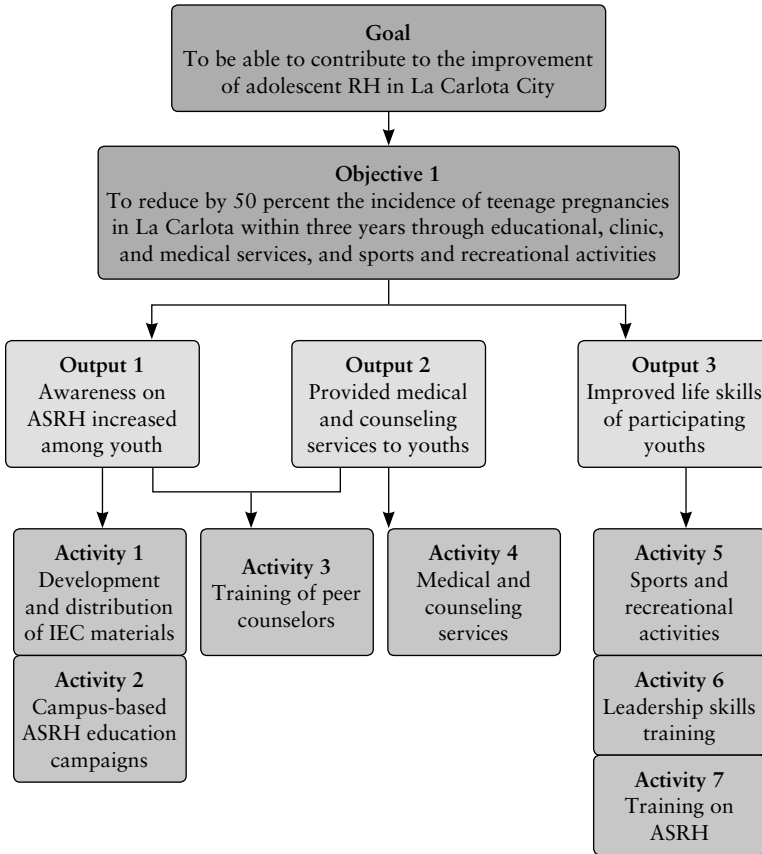 Goal
To be able to contribute to the improvement
of adolescent RH in La Carlota City
Objective 1
To reduce by 50 percent the incidence of teenage pregnancies
in La Carlota within three years through educational, clinic,
and medical services, and sports and recreational activities
Output 1
Awareness on
ASRH increased
among youth
Output 2
Provided medical
and counseling
services to youths
Output 3
Improved life skills
of participating
youths
Activity 1
Development
and distribution
of IEC materials
Activity 2
Campus-based
ASRH education
campaigns
Activity 3
Training of peer
counselors
Activity 4
Medical and
counseling
services
Activity 5
Sports and
recreational
activities
Activity 6
Leadership skills
training
Activity 7
Training on
ASRH